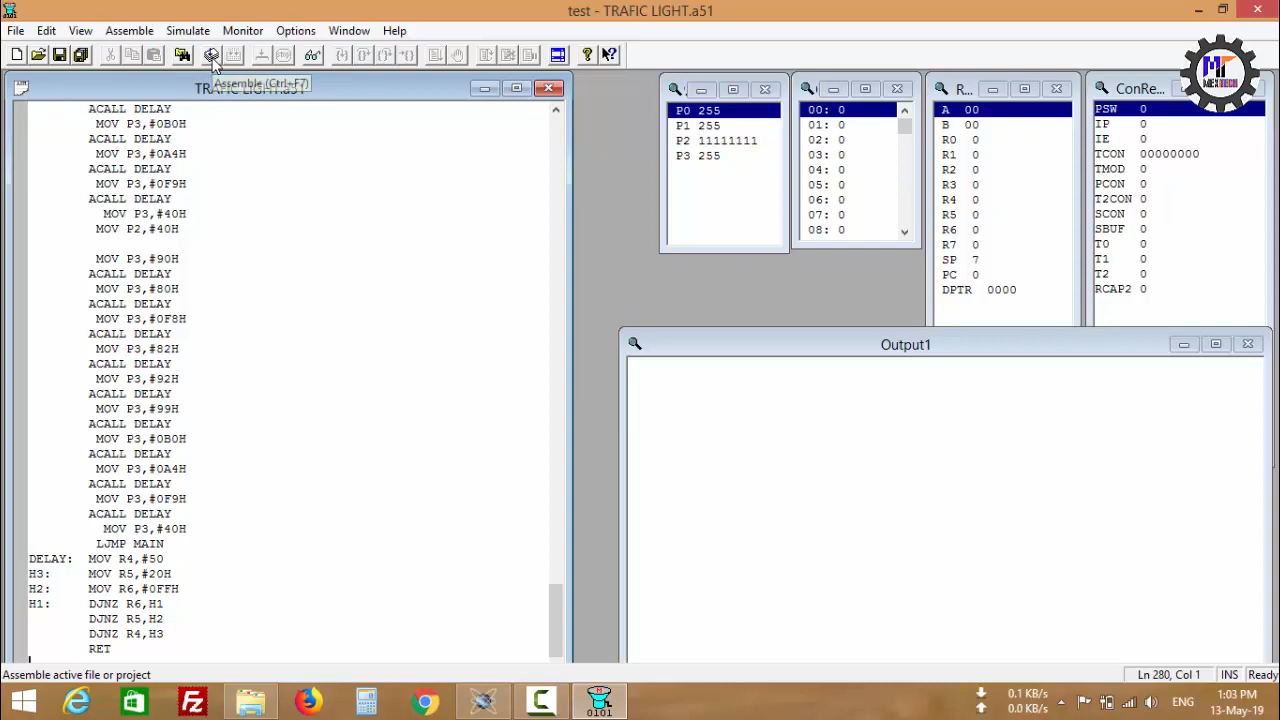 test - TRAFIC LIGHT.a51
File Edit View Assemble Simulate Monitor Options Window Help
Assemble (Ctrl+F7)
MEXTECH
ACALL DELAY
MOV P3,#0B0H
ACALL DELAY
MOV P3,#0A4H
ACALL DELAY
MOV P3,#0F9H
ACALL DELAY
MOV P3,#40H
MOV P2,#40H
MOV P3,#90H
ACALL DELAY
MOV P3,#80H
ACALL DELAY
MOV P3,#0F8H
ACALL DELAY
MOV P3,#82H
ACALL DELAY
MOV P3,#92H
ACALL DELAY
MOV P3,#99H
ACALL DELAY
MOV P3,#0B0H
ACALL DELAY
MOV P3,#0A4H
ACALL DELAY
MOV P3,#0F9H
ACALL DELAY
MOV P3,#40H
LJMP MAIN
DELAY: MOV R4,#50
H3: MOV R5,#20H
H2: MOV R6,#0FFH
H1: DJNZ R6,H1
DJNZ R5,H2
DJNZ R4,H3
RET
P0 255
P1 255
P2 11111111
P3 255
00: 0
01: 0
02: 0
03: 0
04: 0
05: 0
06: 0
07: 0
08: 0
R...
A 00
B 00
R0 0
R1 0
R2 0
R3 0
R4 0
R5 0
R6 0
R7 0
SP 7
PC 0
DPTR 0000
ConRe...
PSW 0
IP 0
IE 0
TCON 00000000
TMOD 0
PCON 0
T2CON 0
SCON 0
SBUF 0
T0 0
T1 0
T2 0
RCAP2 0
Output1
Assemble active file or project
Ln 280, Col 1 INS Ready
0.1 KB/s
0.0 KB/s
ENG
1:03 PM
13-May-19